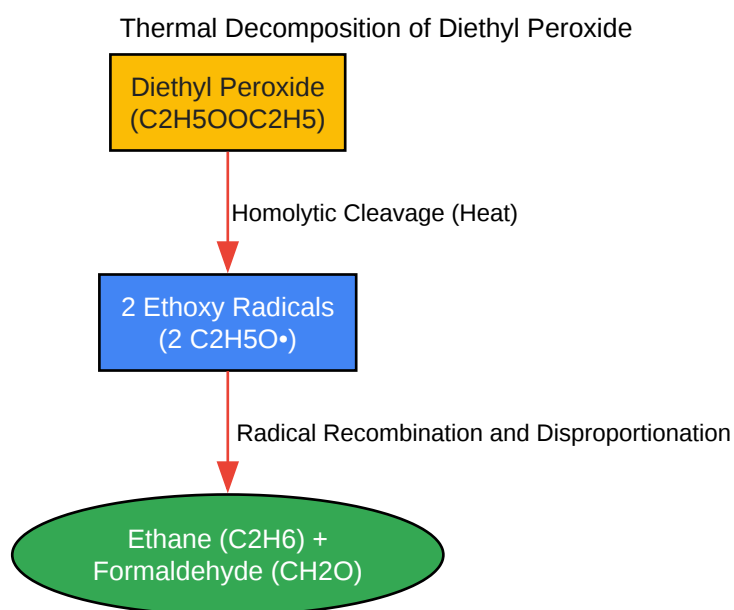 Thermal Decomposition of Diethyl Peroxide
Diethyl Peroxide
(C2H5OOC2H5)
Homolytic Cleavage (Heat)
2 Ethoxy Radicals
(2 C2H5O•)
Radical Recombination and Disproportionation
Ethane (C2H6) +
Formaldehyde (CH2O)